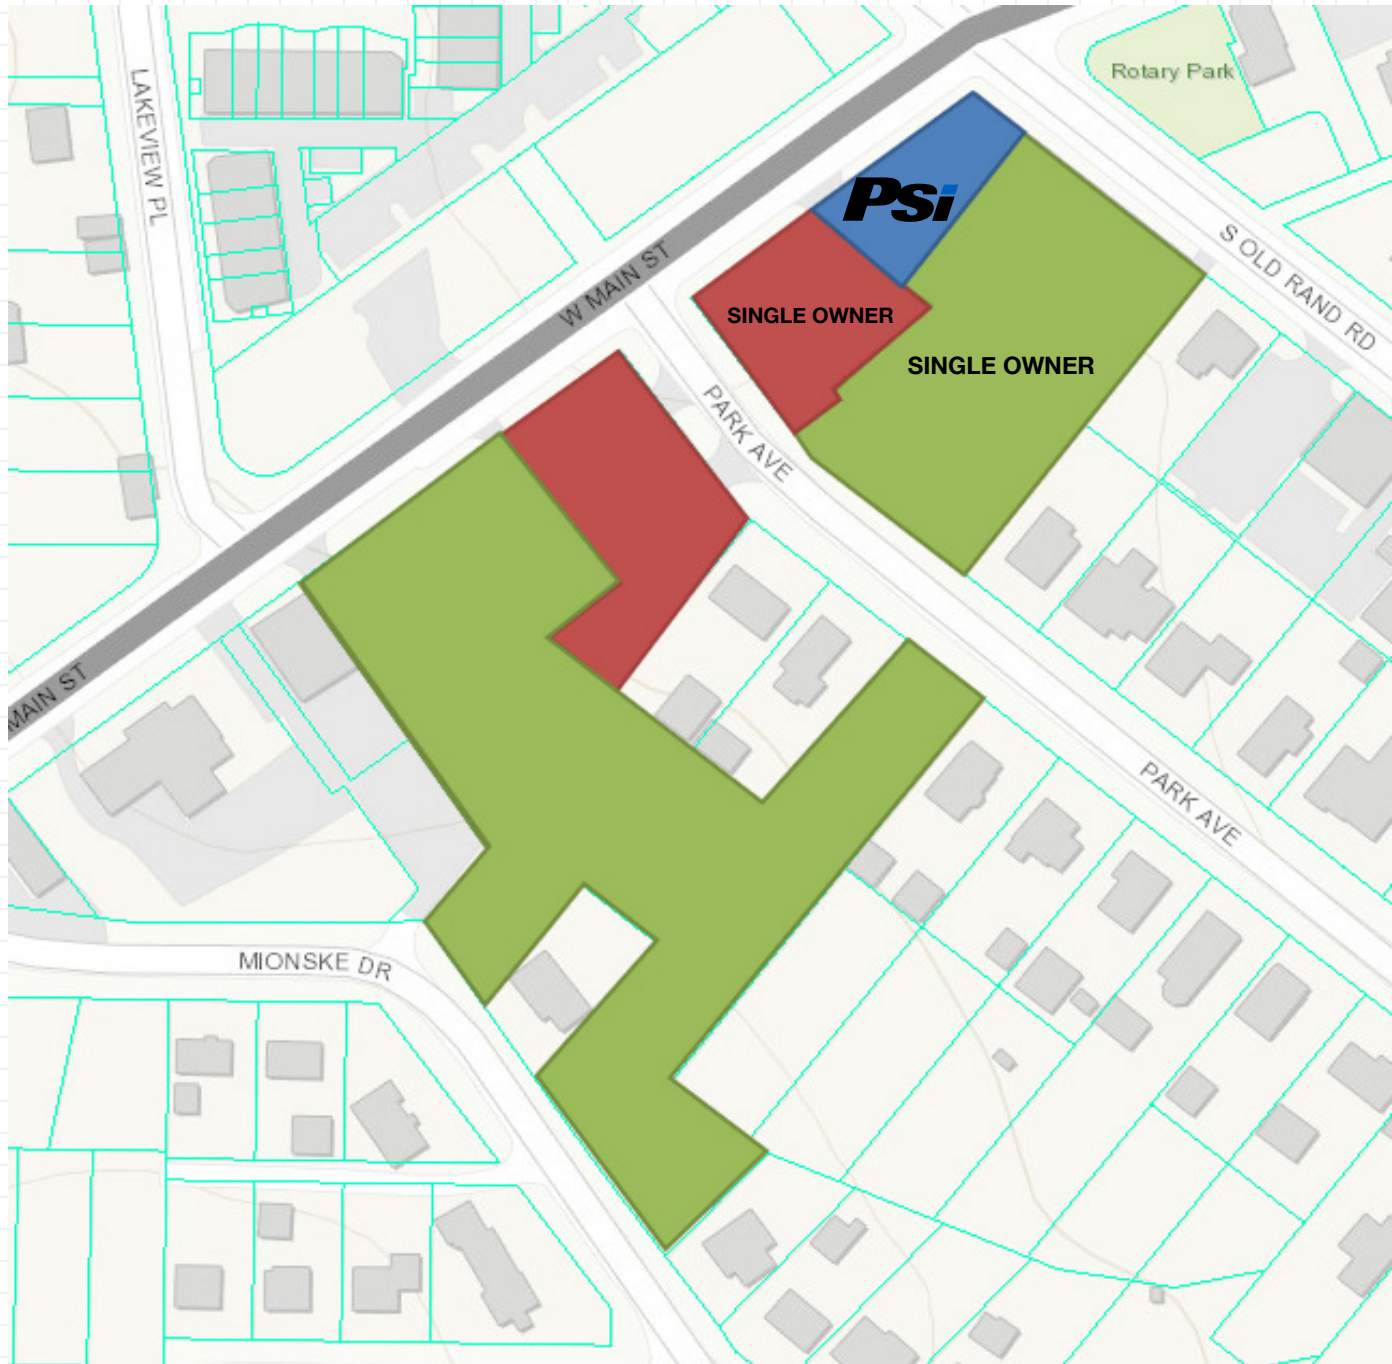 Rotary Park
LAKEVIEW PL
PSi
S OLD RAND RD
W MAIN ST
SINGLE OWNER
SINGLE OWNER
PARK AVE
MAIN ST
PARK AVE
MIONSKE DR